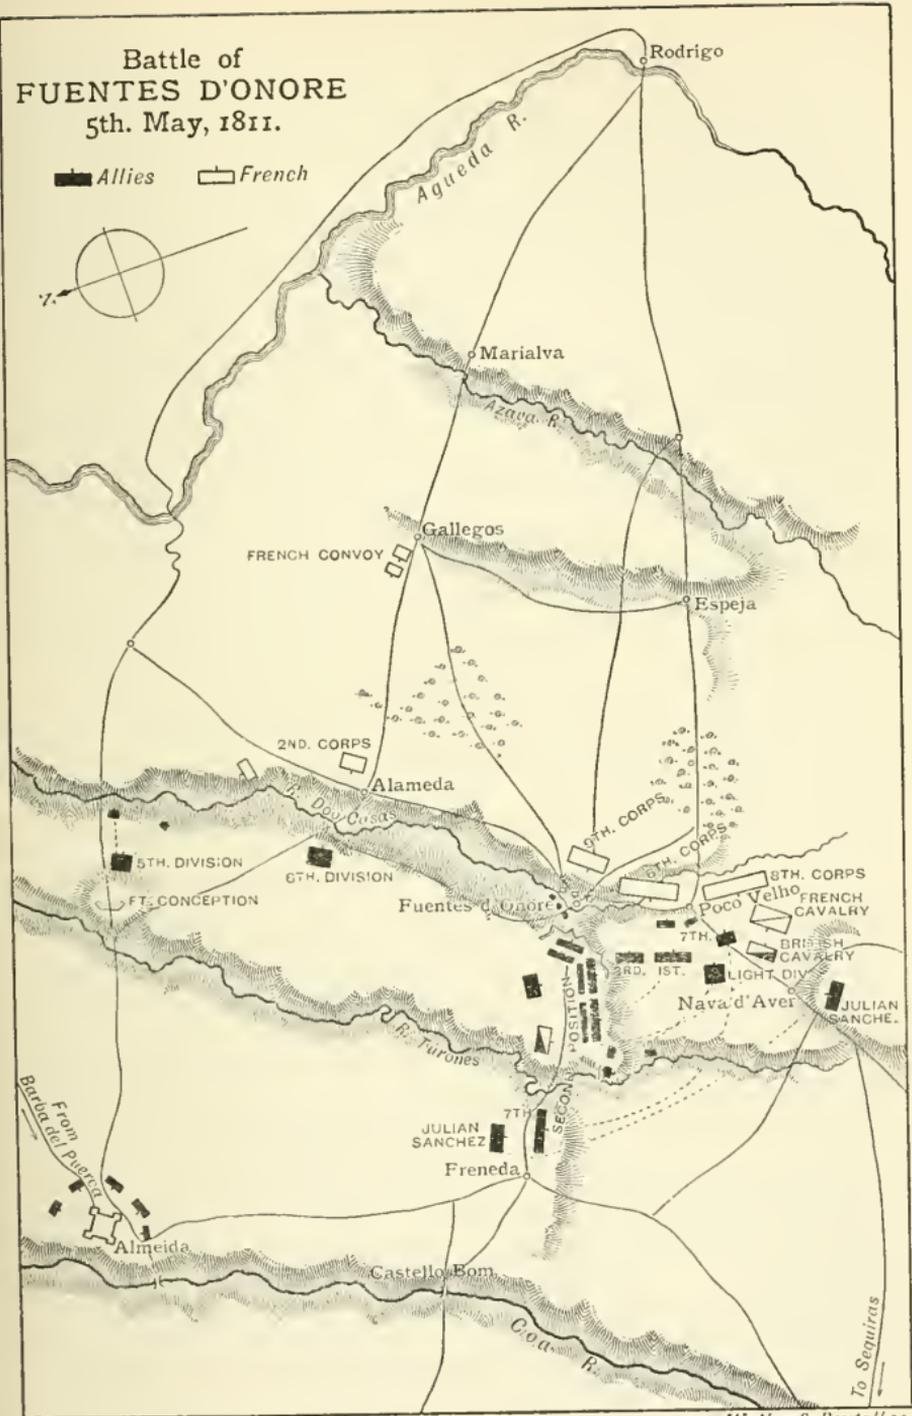 Battle of
FUENTES D'ONORE
5th. May, 1811.
Allies
French
Rodrigo
Agueda R.
Marialva
Azava R.
Gallegos
FRENCH CONVOY
Espeja
2ND. CORPS
Alameda
R. Dos Casas
9TH. CORPS.
6TH. CORPS
8TH. CORPS
5TH. DIVISION
6TH. DIVISION
Poco Velho
FRENCH
CAVALRY
FT. CONCEPTION
Fuentes d'Onore
7TH.
BRITISH
CAVALRY
3RD.
1ST.
LIGHT DIV
Nava d'Aver
JULIAN
SANCHE.
SECOND POSITION
R. Turones
7TH
JULIAN
SANCHEZ
Freneda
From
Barba del Puerca
Almeida
Castello Bom
Coa R.
To Sequiras